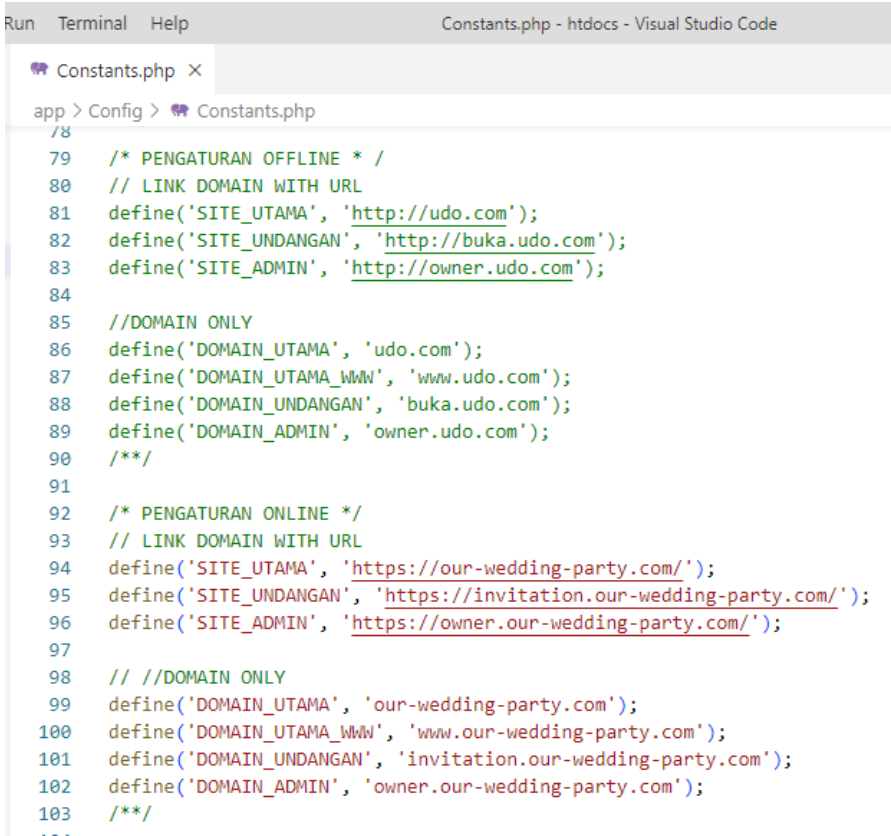 Run Terminal Help Constants.php - htdocs - Visual Studio Code
Constants.php ×
app > Config > Constants.php
78
79 /* PENGATURAN OFFLINE * /
80 // LINK DOMAIN WITH URL
81 define('SITE_UTAMA', 'http://udo.com');
82 define('SITE_UNDANGAN', 'http://buka.udo.com');
83 define('SITE_ADMIN', 'http://owner.udo.com');
84
85 //DOMAIN ONLY
86 define('DOMAIN_UTAMA', 'udo.com');
87 define('DOMAIN_UTAMA_WWW', 'www.udo.com');
88 define('DOMAIN_UNDANGAN', 'buka.udo.com');
89 define('DOMAIN_ADMIN', 'owner.udo.com');
90 /**/
91
92 /* PENGATURAN ONLINE */
93 // LINK DOMAIN WITH URL
94 define('SITE_UTAMA', 'https://our-wedding-party.com/');
95 define('SITE_UNDANGAN', 'https://invitation.our-wedding-party.com/');
96 define('SITE_ADMIN', 'https://owner.our-wedding-party.com/');
97
98 // //DOMAIN ONLY
99 define('DOMAIN_UTAMA', 'our-wedding-party.com');
100 define('DOMAIN_UTAMA_WWW', 'www.our-wedding-party.com');
101 define('DOMAIN_UNDANGAN', 'invitation.our-wedding-party.com');
102 define('DOMAIN_ADMIN', 'owner.our-wedding-party.com');
103 /**/